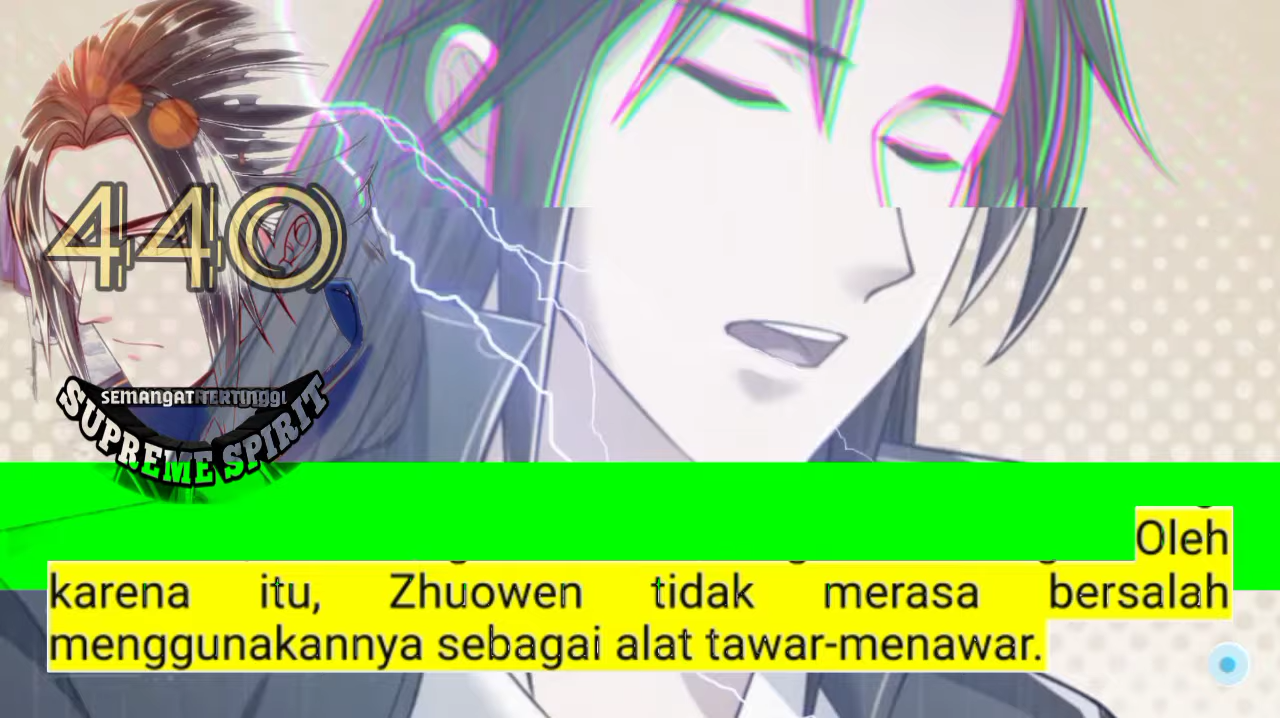 440
SEMANGAT TERTINGGI
SUPREME SPIRIT
Oleh
karena itu, Zhuowen tidak merasa bersalah
menggunakannya sebagai alat tawar-menawar.